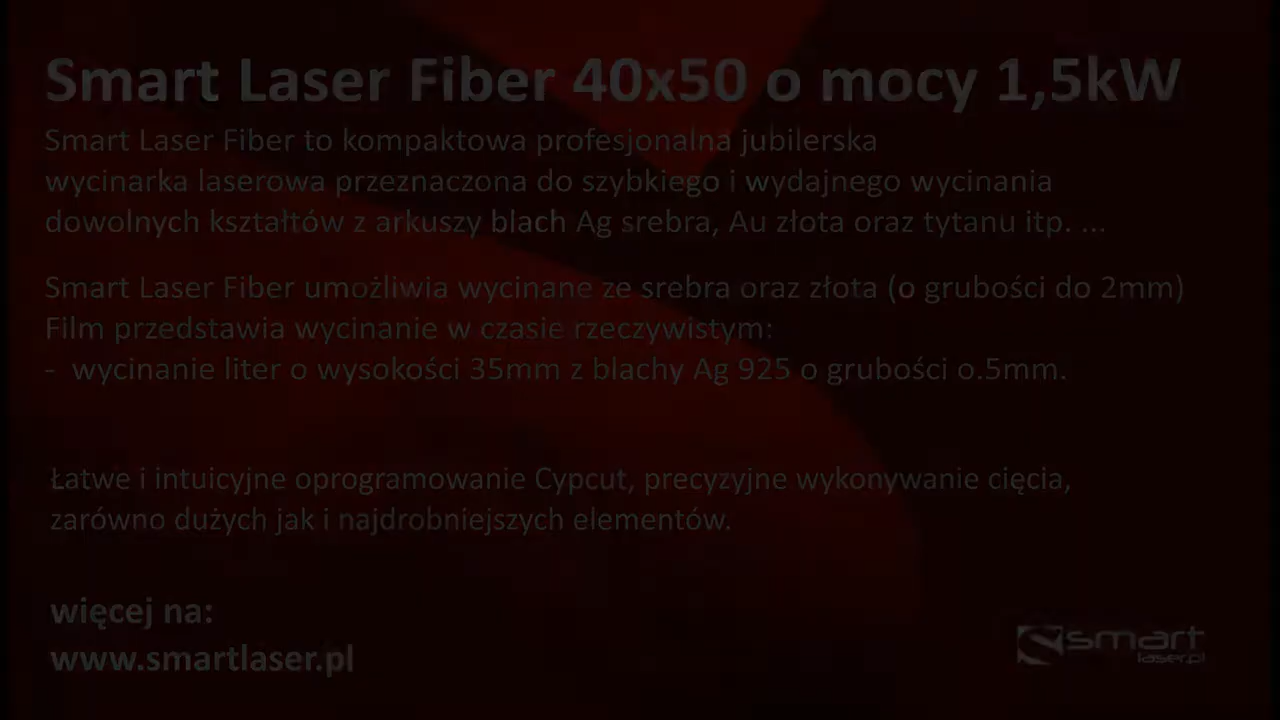 Smart Laser Fiber 40x50 o mocy 1,5kW
Smart Laser Fiber to kompaktowa profesjonalna jubilerska
wycinarka laserowa przeznaczona do szybkiego i wydajnego wycinania
dowolnych kształtów z arkuszy blach Ag srebra, Au złota oraz tytanu itp. ...
Smart Laser Fiber umożliwia wycinane ze srebra oraz złota (o grubości do 2mm)
Film przedstawia wycinanie w czasie rzeczywistym:
- wycinanie liter o wysokości 35mm z blachy Ag 925 o grubości o.5mm.
Łatwe i intuicyjne oprogramowanie Cypcut, precyzyjne wykonywanie cięcia,
zarówno dużych jak i najdrobniejszych elementów.
więcej na:
www.smartlaser.pl
smart
laser.pl